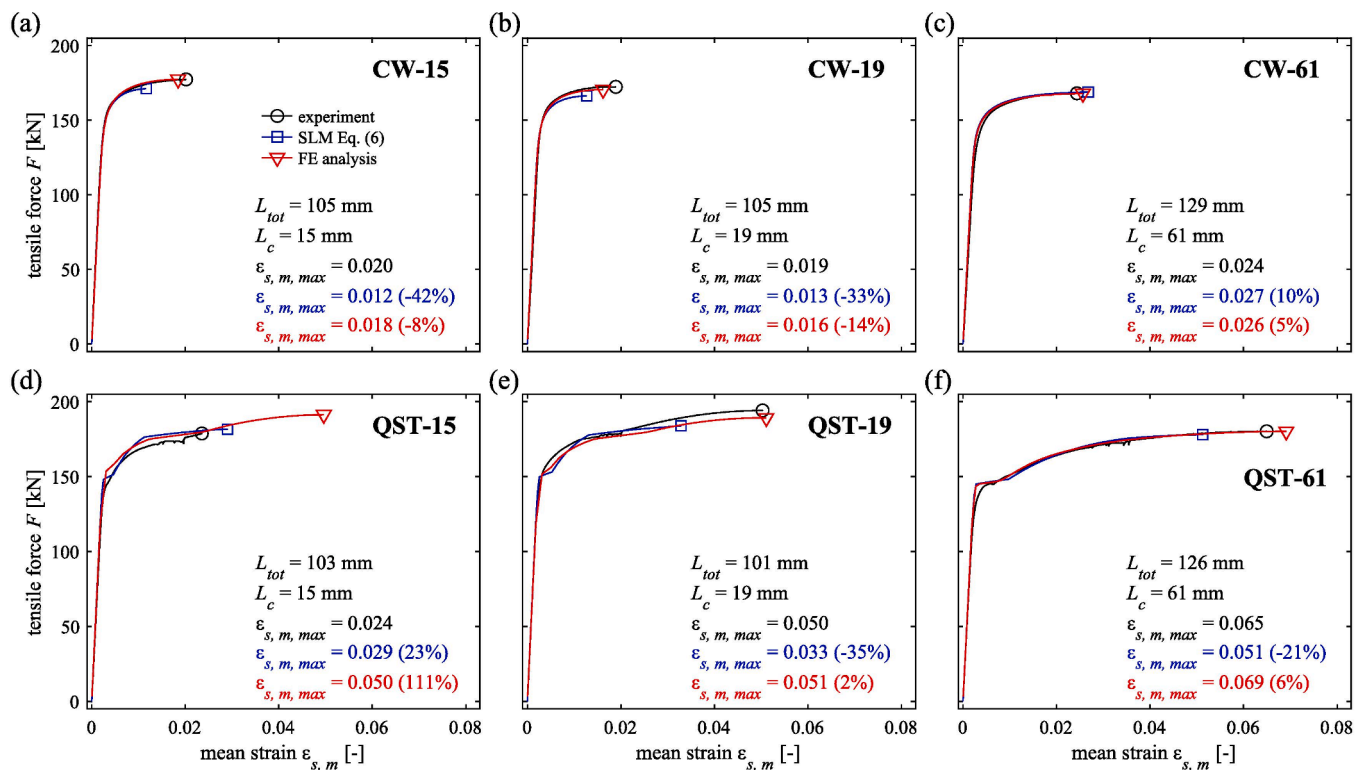 (a)
200
150
100
50
0
tensile force F [kN]
CW-15
experiment
SLM Eq. (6)
FE analysis
L_tot = 105 mm
L_c = 15 mm
ε_s, m, max = 0.020
ε_s, m, max = 0.012 (-42%)
ε_s, m, max = 0.018 (-8%)
(b)
CW-19
L_tot = 105 mm
L_c = 19 mm
ε_s, m, max = 0.019
ε_s, m, max = 0.013 (-33%)
ε_s, m, max = 0.016 (-14%)
(c)
CW-61
L_tot = 129 mm
L_c = 61 mm
ε_s, m, max = 0.024
ε_s, m, max = 0.027 (10%)
ε_s, m, max = 0.026 (5%)
(d)
200
150
100
50
0
tensile force F [kN]
QST-15
L_tot = 103 mm
L_c = 15 mm
ε_s, m, max = 0.024
ε_s, m, max = 0.029 (23%)
ε_s, m, max = 0.050 (111%)
0 0.02 0.04 0.06 0.08
mean strain ε_s, m [-]
(e)
QST-19
L_tot = 101 mm
L_c = 19 mm
ε_s, m, max = 0.050
ε_s, m, max = 0.033 (-35%)
ε_s, m, max = 0.051 (2%)
0 0.02 0.04 0.06 0.08
mean strain ε_s, m [-]
(f)
QST-61
L_tot = 126 mm
L_c = 61 mm
ε_s, m, max = 0.065
ε_s, m, max = 0.051 (-21%)
ε_s, m, max = 0.069 (6%)
0 0.02 0.04 0.06 0.08
mean strain ε_s, m [-]